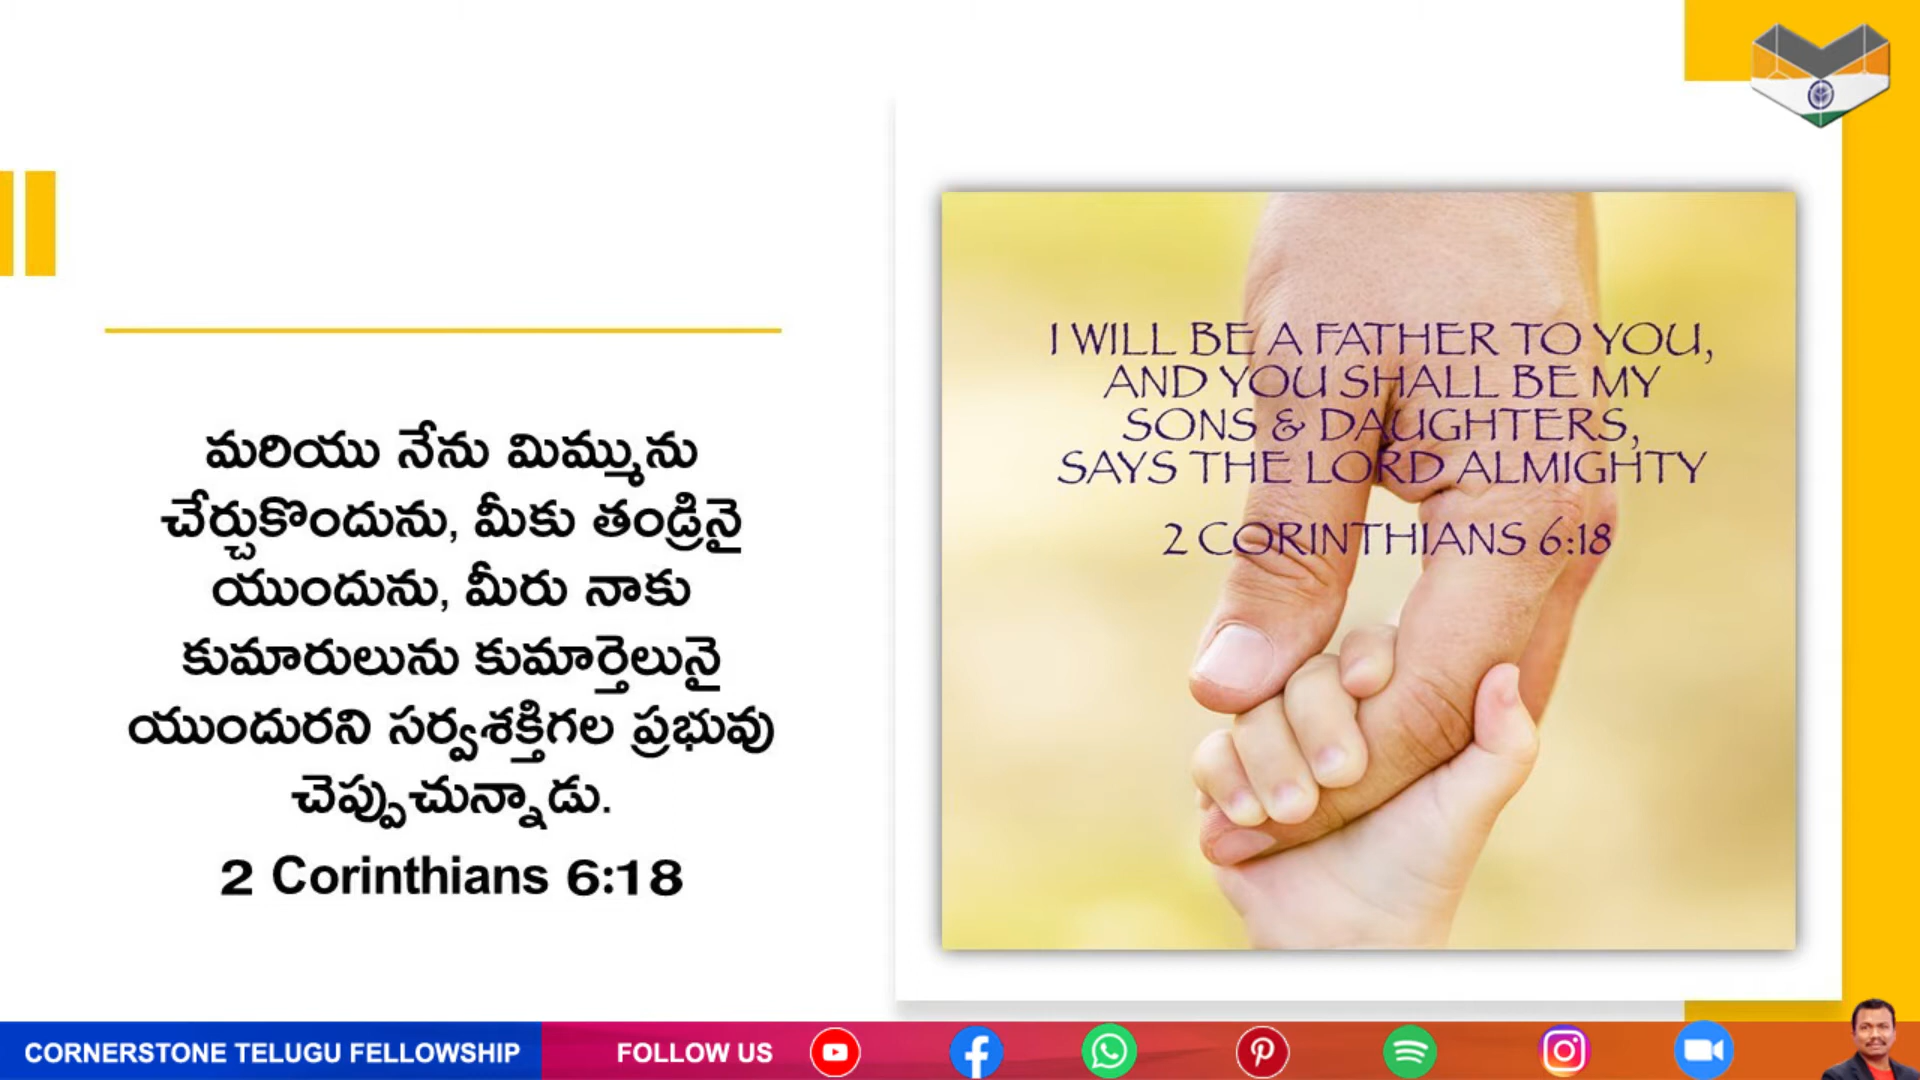 మరియు నేను మిమ్మును
చేర్చుకొందును, మీకు తండ్రినై
యుందును, మీరు నాకు
కుమారులును కుమార్తెలునై
యుందురని సర్వశక్తిగల ప్రభువు
చెప్పుచున్నాడు.
2 Corinthians 6:18
I WILL BE A FATHER TO YOU,
AND YOU SHALL BE MY
SONS & DAUGHTERS,
SAYS THE LORD ALMIGHTY
2 CORINTHIANS 6:18
CORNERSTONE TELUGU FELLOWSHIP
FOLLOW US